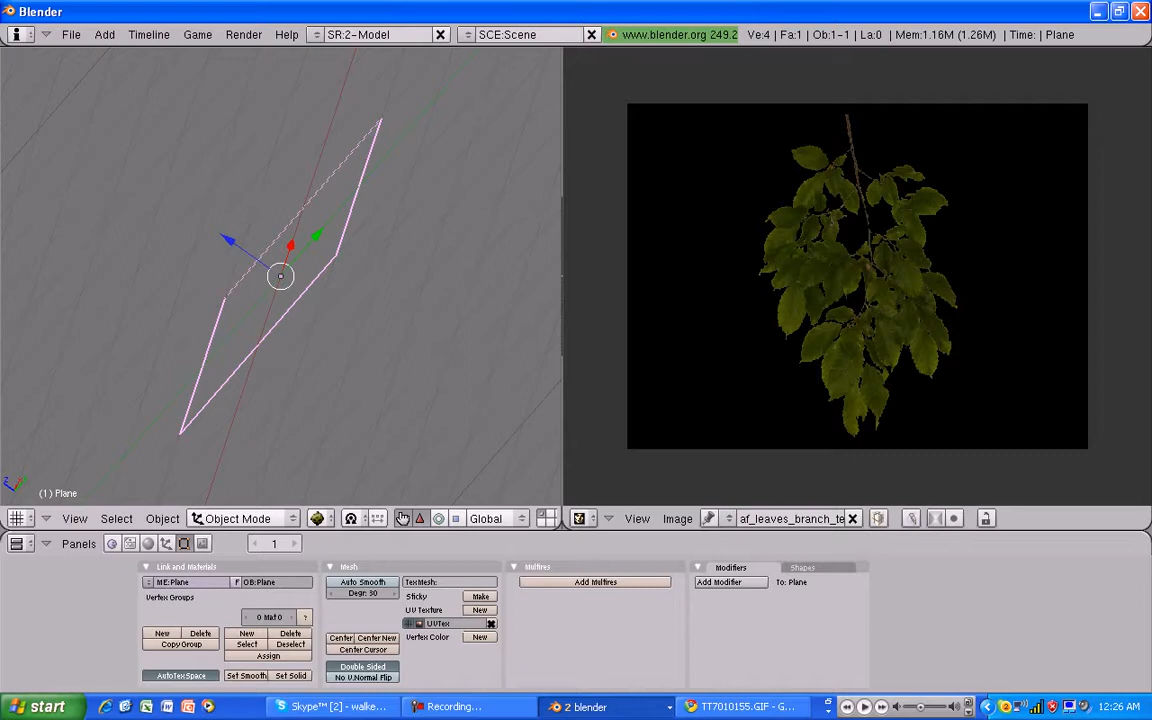 Blender
File Add Timeline Game Render Help SR:2-Model SCE:Scene www.blender.org 249.2 Ve:4 | Fa:1 | Ob:1-1 | La:0 | Mem:1.16M (1.26M) | Time: | Plane
(1) Plane
View Select Object Object Mode Global View Image af_leaves_branch_te
Panels 1
Link and Materials Mesh Multires Modifiers Shapes
ME:Plane F OB:Plane Auto Smooth TexMesh: Add Multires Add Modifier To: Plane
Degr: 30 Sticky Make
Vertex Groups
UV Texture New
0 Mat 0 ?
UVTex
New Delete New Delete Center Center New Vertex Color New
Copy Group Select Deselect Center Cursor
Assign
Double Sided
AutoTexSpace Set Smooth Set Solid No V.Normal Flip
start Skype™ [2] - walke... Recording... 2 blender TT7010155.GIF - G... 12:26 AM